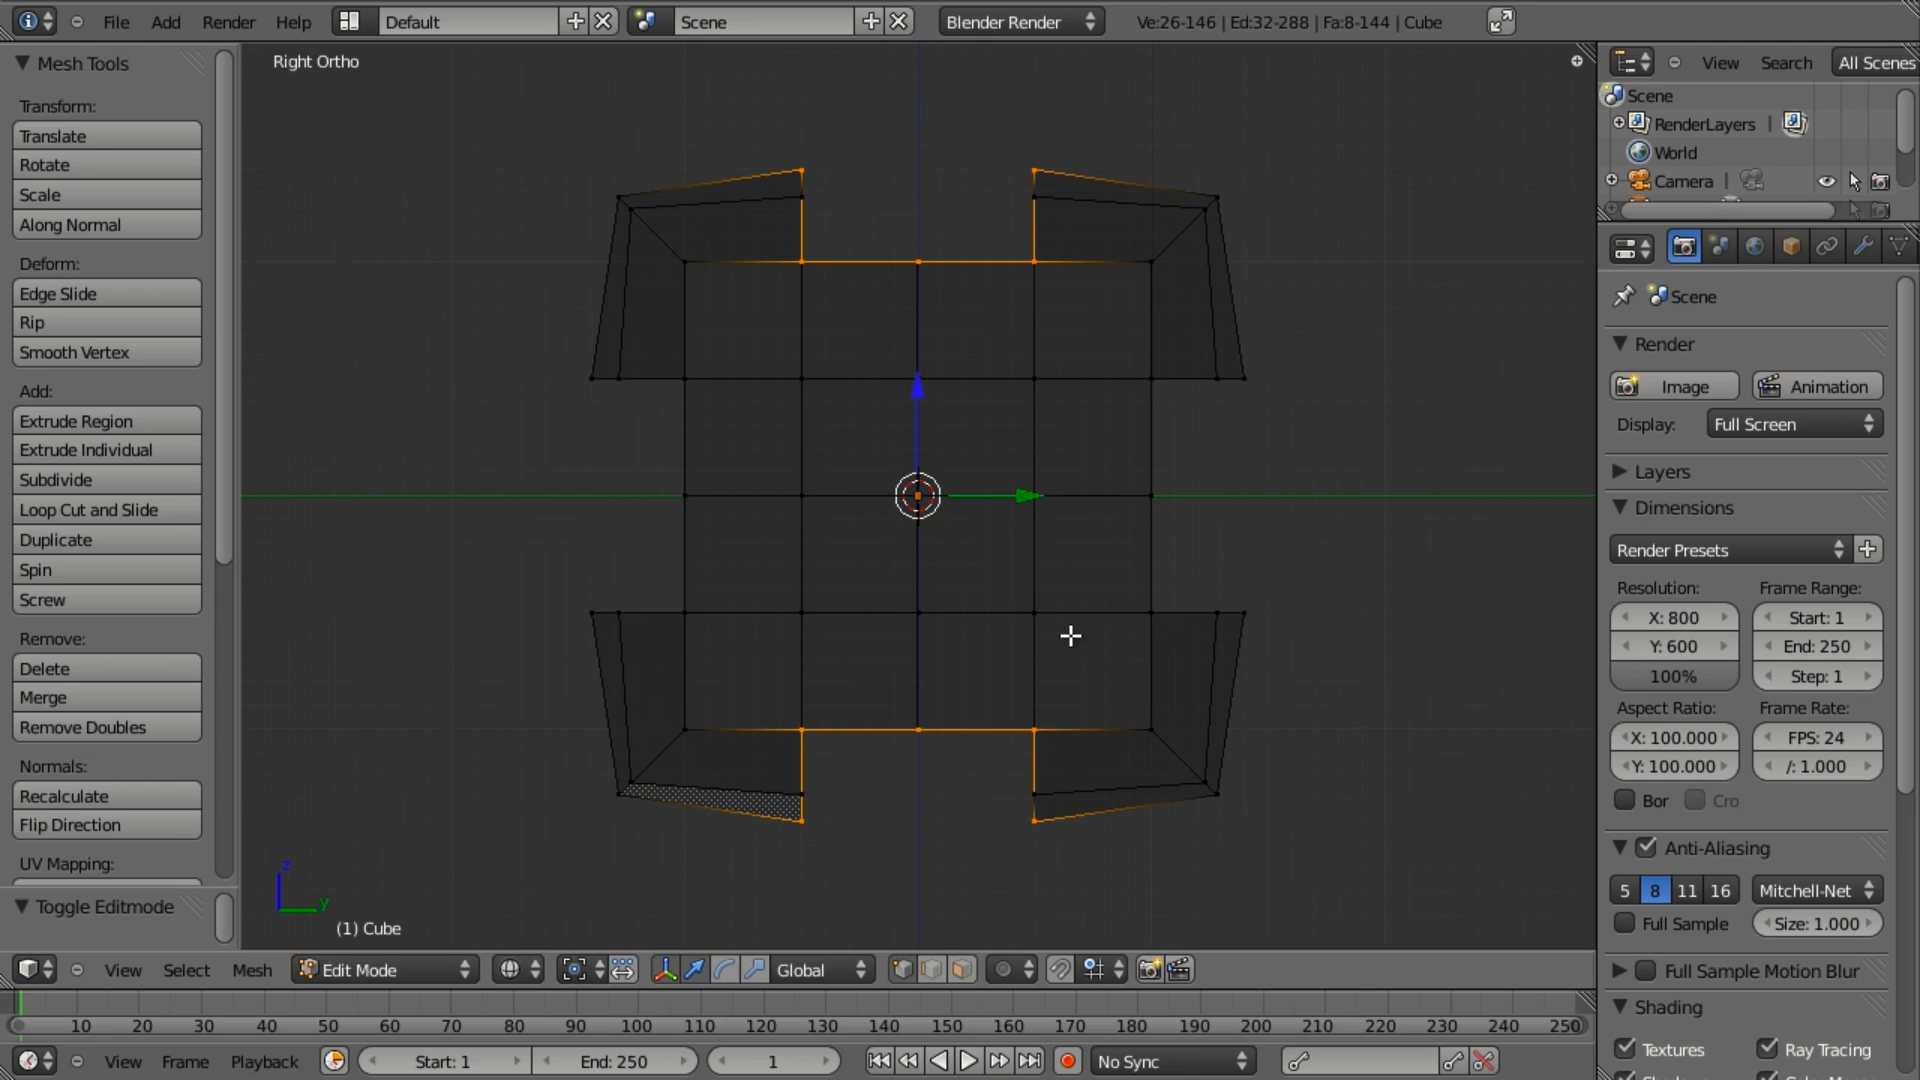 File Add Render Help Default Scene Blender Render Ve:26-146 | Ed:32-288 | Fa:8-144 | Cube
Mesh Tools
Transform:
Translate
Rotate
Scale
Along Normal
Deform:
Edge Slide
Rip
Smooth Vertex
Add:
Extrude Region
Extrude Individual
Subdivide
Loop Cut and Slide
Duplicate
Spin
Screw
Remove:
Delete
Merge
Remove Doubles
Normals:
Recalculate
Flip Direction
UV Mapping:
Toggle Editmode
Right Ortho
z
y
(1) Cube
View Select Mesh Edit Mode Global
10 20 30 40 50 60 70 80 90 100 110 120 130 140 150 160 170 180 190 200 210 220 230 240 250
View Frame Playback Start: 1 End: 250 1 No Sync
View Search All Scenes
Scene
RenderLayers |
World
Camera |
Scene
Render
Image Animation
Display: Full Screen
Layers
Dimensions
Render Presets
Resolution: Frame Range:
X: 800 Start: 1
Y: 600 End: 250
100% Step: 1
Aspect Ratio: Frame Rate:
X: 100.000 FPS: 24
Y: 100.000 /: 1.000
Bor Cro
Anti-Aliasing
5 8 11 16 Mitchell-Net
Full Sample Size: 1.000
Full Sample Motion Blur
Shading
Textures Ray Tracing